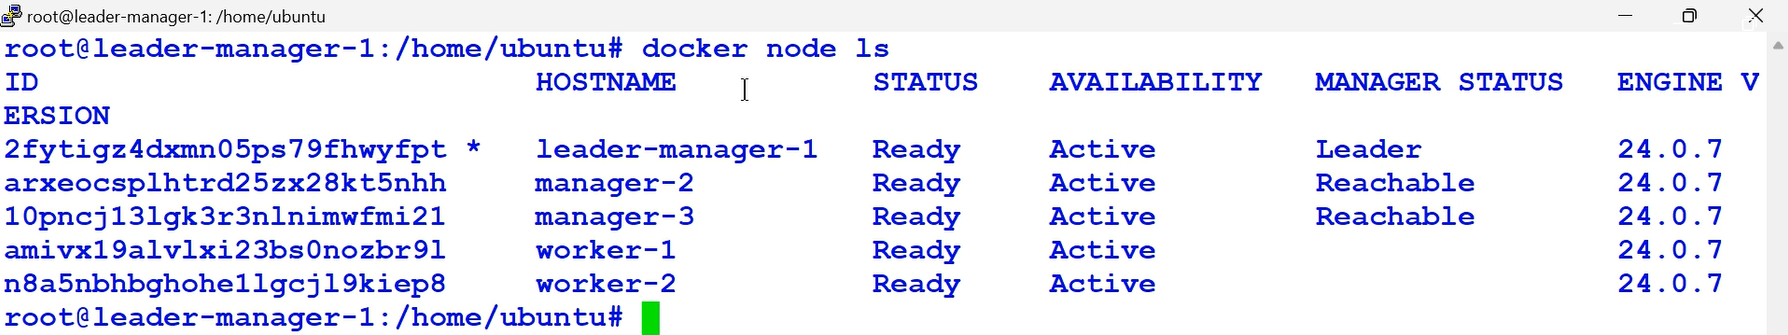 root@leader-manager-1: /home/ubuntu
root@leader-manager-1:/home/ubuntu# docker node ls
ID HOSTNAME STATUS AVAILABILITY MANAGER STATUS ENGINE V
ERSION
2fytigz4dxmn05ps79fhwyfpt * leader-manager-1 Ready Active Leader 24.0.7
arxeocsplhtrd25zx28kt5nhh manager-2 Ready Active Reachable 24.0.7
10pncj13lgk3r3nlnimwfmi21 manager-3 Ready Active Reachable 24.0.7
amivx19alvlxi23bs0nozbr9l worker-1 Ready Active 24.0.7
n8a5nbhbghohe1lgcjl9kiep8 worker-2 Ready Active 24.0.7
root@leader-manager-1:/home/ubuntu#